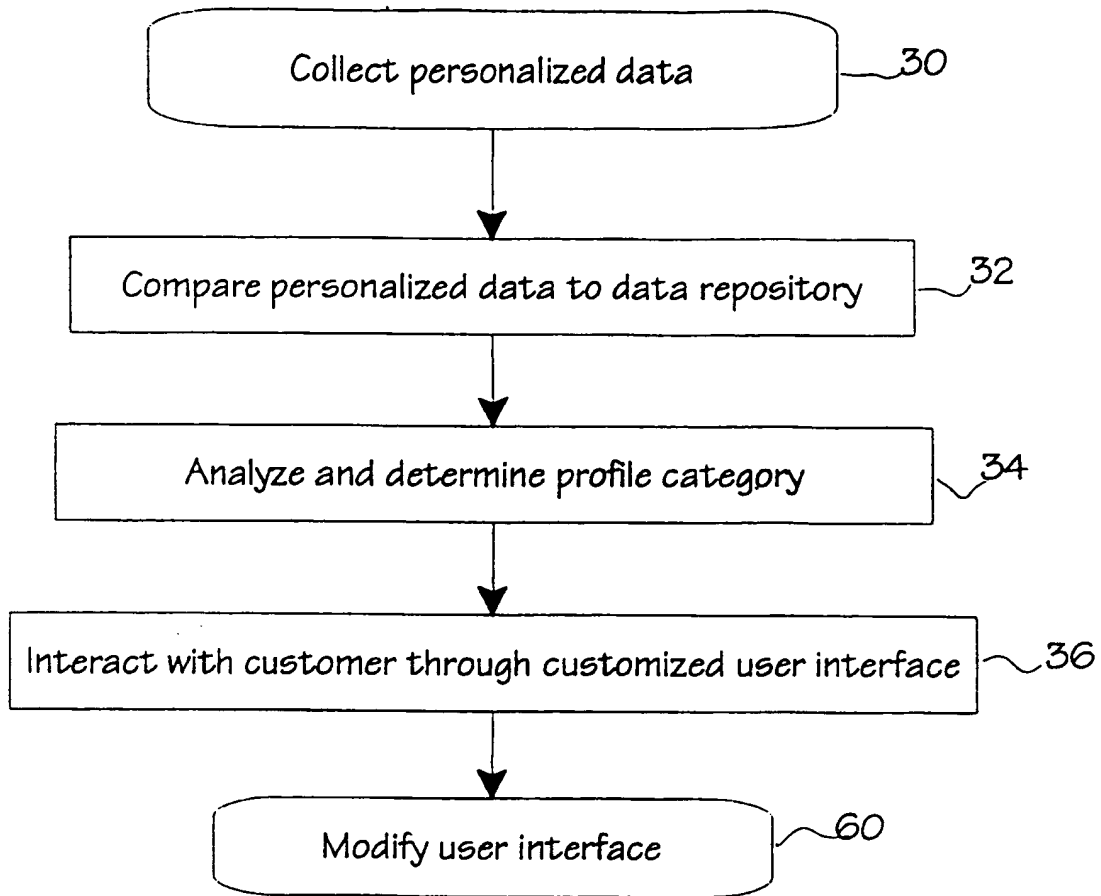 Collect personalized data
30
Compare personalized data to data repository
32
Analyze and determine profile category
34
Interact with customer through customized user interface
36
Modify user interface
60